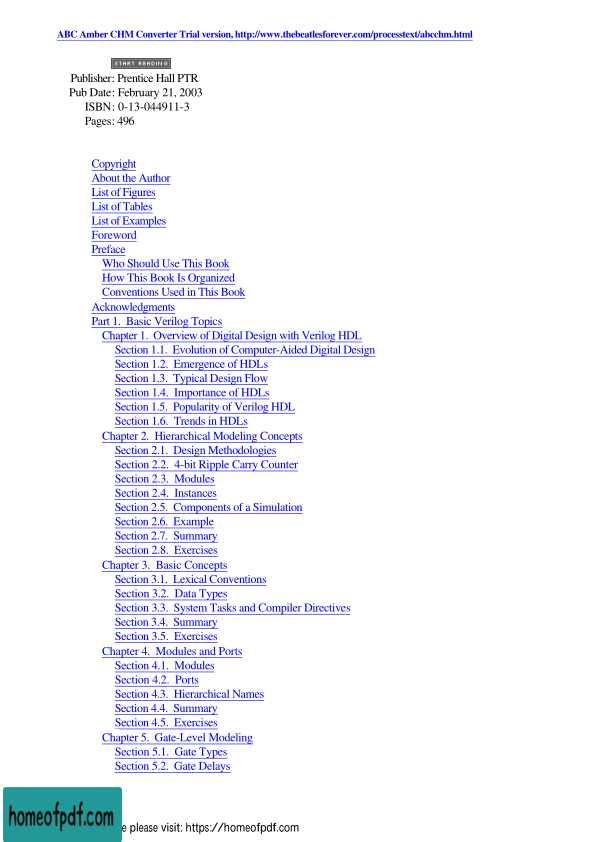 ABC Amber CHM Converter Trial version, http://www.thebeatlesforever.com/processtext/abcchm.html
START READING
Publisher: Prentice Hall PTR
Pub Date: February 21, 2003
ISBN: 0-13-044911-3
Pages: 496
Copyright
About the Author
List of Figures
List of Tables
List of Examples
Foreword
Preface
Who Should Use This Book
How This Book Is Organized
Conventions Used in This Book
Acknowledgments
Part 1. Basic Verilog Topics
Chapter 1. Overview of Digital Design with Verilog HDL
Section 1.1. Evolution of Computer-Aided Digital Design
Section 1.2. Emergence of HDLs
Section 1.3. Typical Design Flow
Section 1.4. Importance of HDLs
Section 1.5. Popularity of Verilog HDL
Section 1.6. Trends in HDLs
Chapter 2. Hierarchical Modeling Concepts
Section 2.1. Design Methodologies
Section 2.2. 4-bit Ripple Carry Counter
Section 2.3. Modules
Section 2.4. Instances
Section 2.5. Components of a Simulation
Section 2.6. Example
Section 2.7. Summary
Section 2.8. Exercises
Chapter 3. Basic Concepts
Section 3.1. Lexical Conventions
Section 3.2. Data Types
Section 3.3. System Tasks and Compiler Directives
Section 3.4. Summary
Section 3.5. Exercises
Chapter 4. Modules and Ports
Section 4.1. Modules
Section 4.2. Ports
Section 4.3. Hierarchical Names
Section 4.4. Summary
Section 4.5. Exercises
Chapter 5. Gate-Level Modeling
Section 5.1. Gate Types
Section 5.2. Gate Delays
homeofpdf.com
e please visit: https://homeofpdf.com